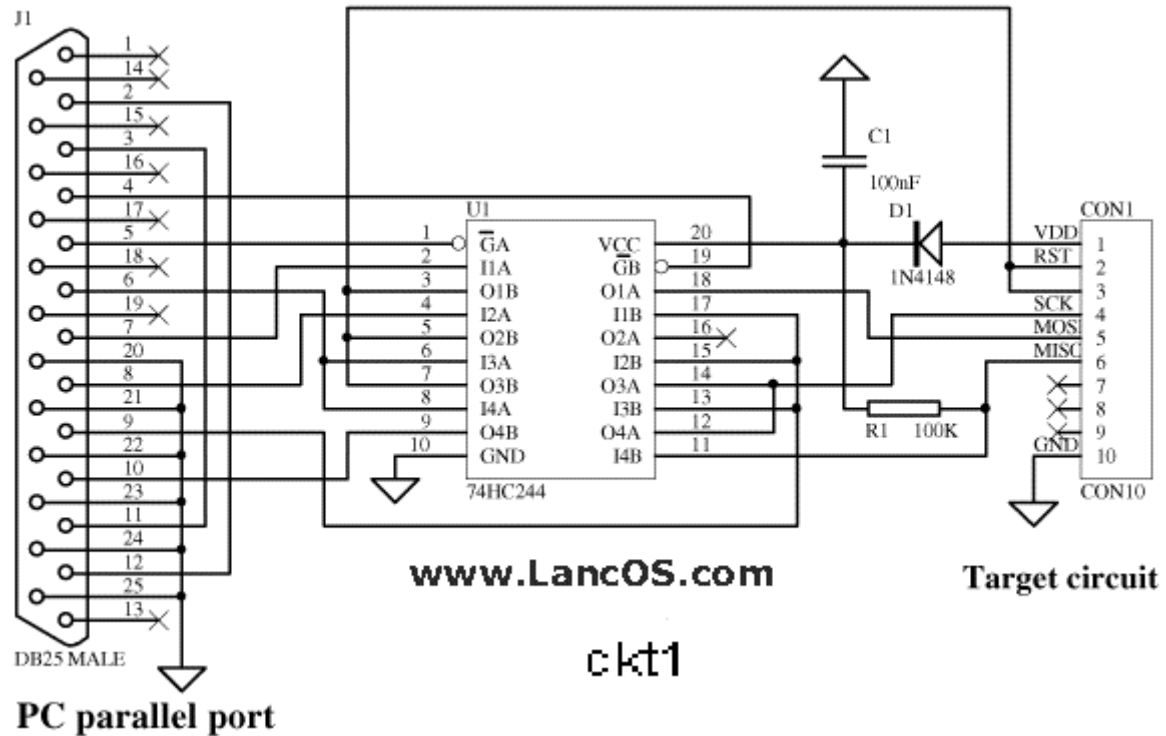 J1
1
14
2
15
3
16
4
17
5
18
6
19
7
20
8
21
9
22
10
23
11
24
12
25
13
DB25 MALE
PC parallel port
U1
1 GA VCC 20
2 I1A GB 19
3 O1B O1A 18
4 I2A I1B 17
5 O2B O2A 16
6 I3A I2B 15
7 O3B O3A 14
8 I4A I3B 13
9 O4B O4A 12
10 GND I4B 11
74HC244
C1
100nF
D1
1N4148
R1 100K
CON1
VDD 1
RST 2
3
SCK 4
MOSI 5
MISO 6
7
8
9
GND 10
CON10
Target circuit
www.LancOS.com
ckt1